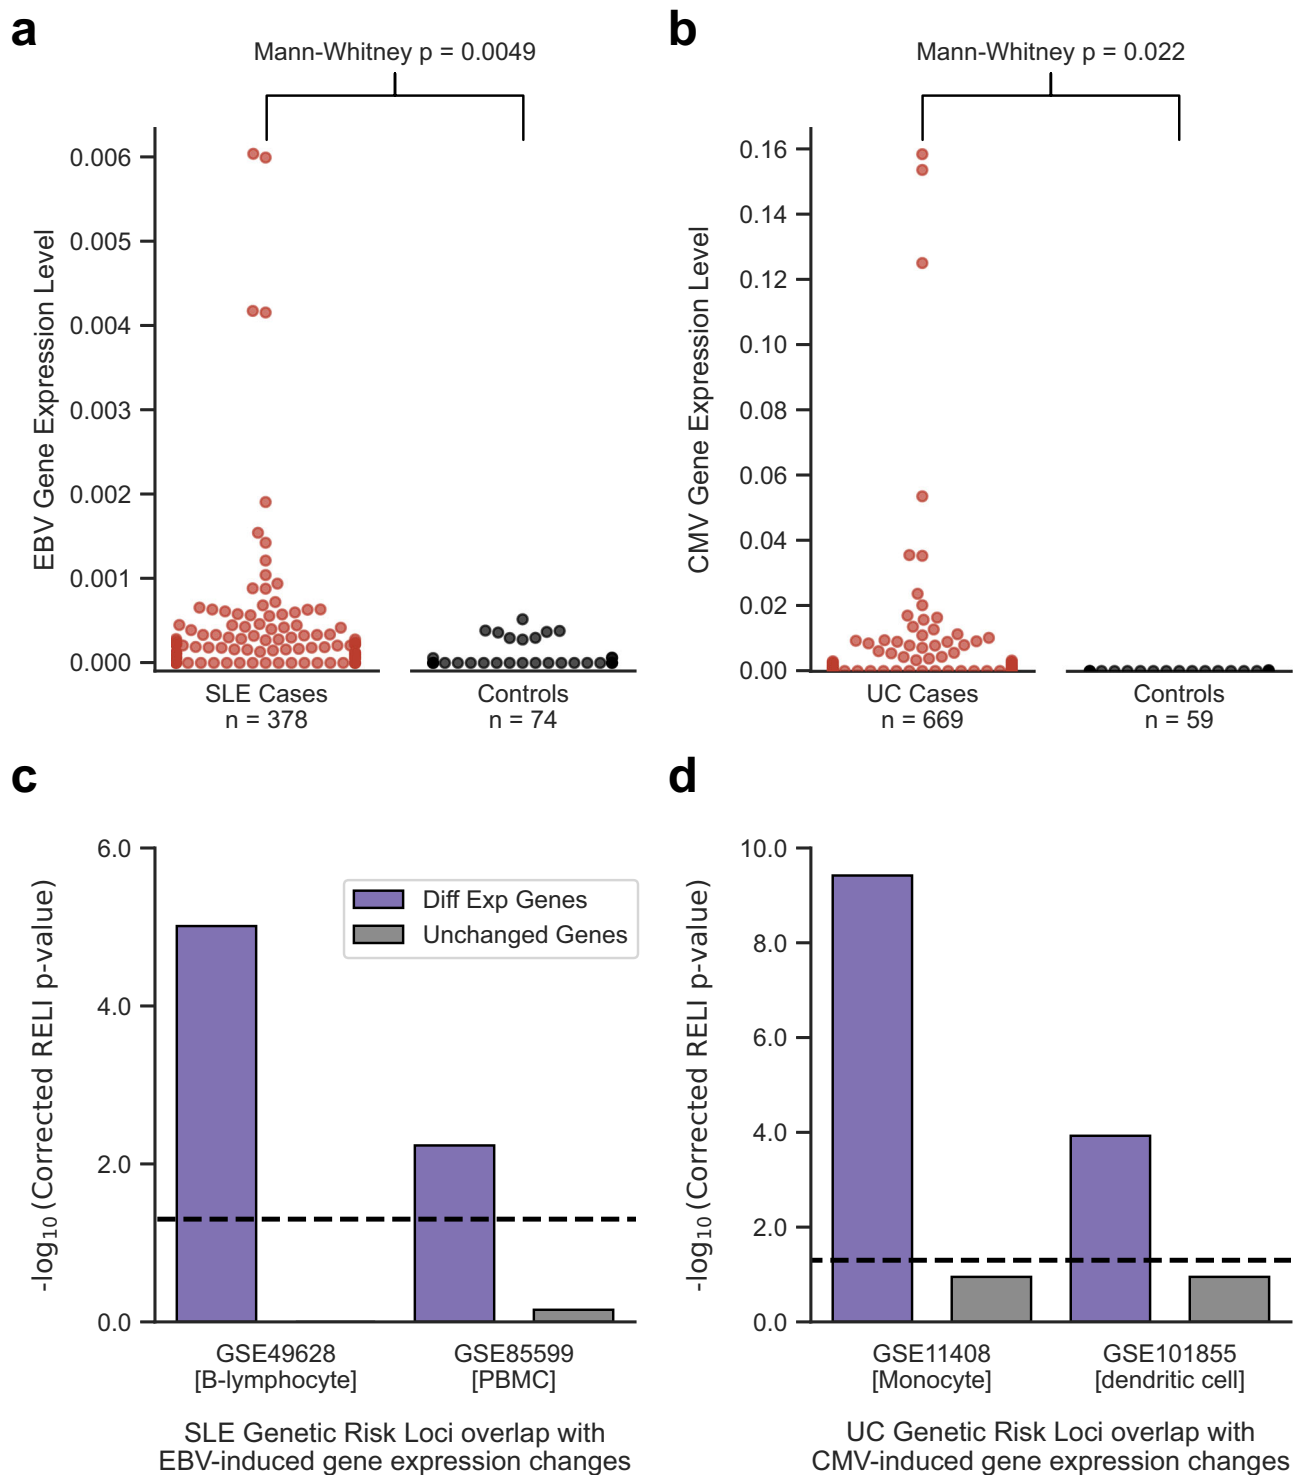 a
Mann-Whitney p = 0.0049
EBV Gene Expression Level
0.006
0.005
0.004
0.003
0.002
0.001
0.000
SLE Cases
n = 378
Controls
n = 74
b
Mann-Whitney p = 0.022
CMV Gene Expression Level
0.16
0.14
0.12
0.10
0.08
0.06
0.04
0.02
0.00
UC Cases
n = 669
Controls
n = 59
c
-log₁₀(Corrected RELI p-value)
6.0
4.0
2.0
0.0
Diff Exp Genes
Unchanged Genes
GSE49628
[B-lymphocyte]
GSE85599
[PBMC]
SLE Genetic Risk Loci overlap with
EBV-induced gene expression changes
d
-log₁₀(Corrected RELI p-value)
10.0
8.0
6.0
4.0
2.0
0.0
GSE11408
[Monocyte]
GSE101855
[dendritic cell]
UC Genetic Risk Loci overlap with
CMV-induced gene expression changes